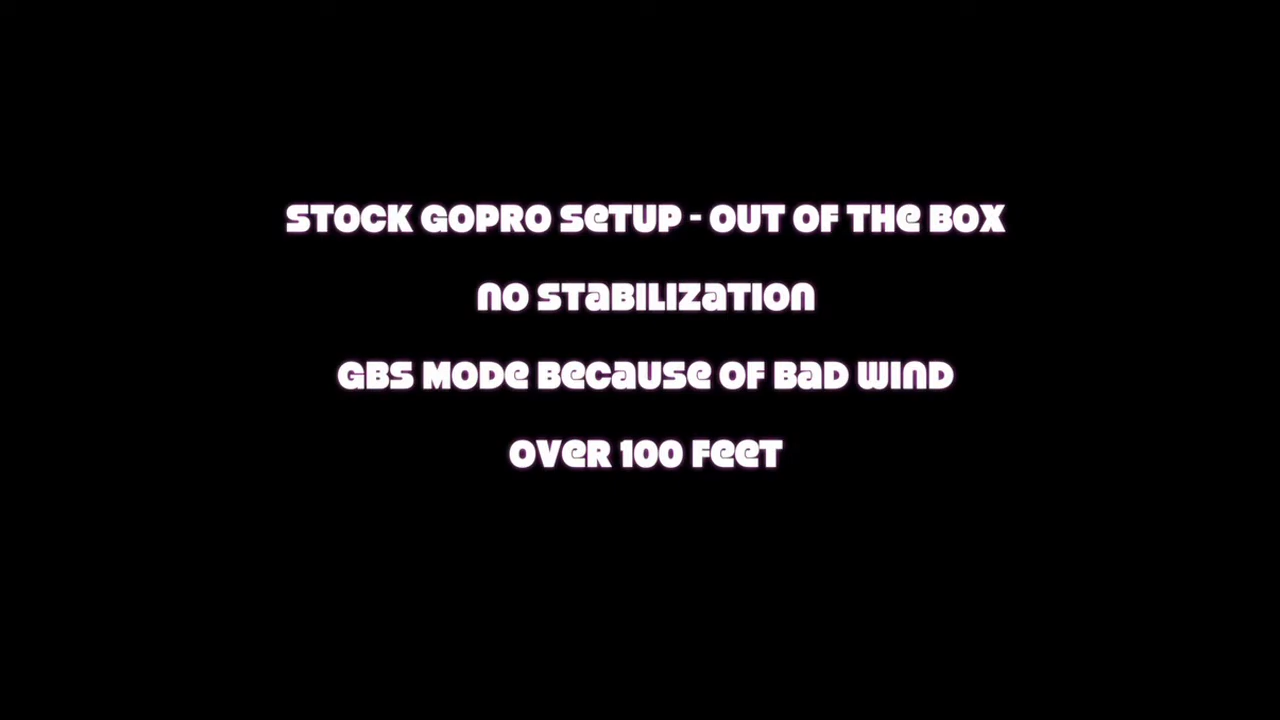 STOCK GOPRO SETUP - OUT OF THE BOX
NO STABILIZATION
GBS MODE BECAUSE OF BAD WIND
OVER 100 FEET